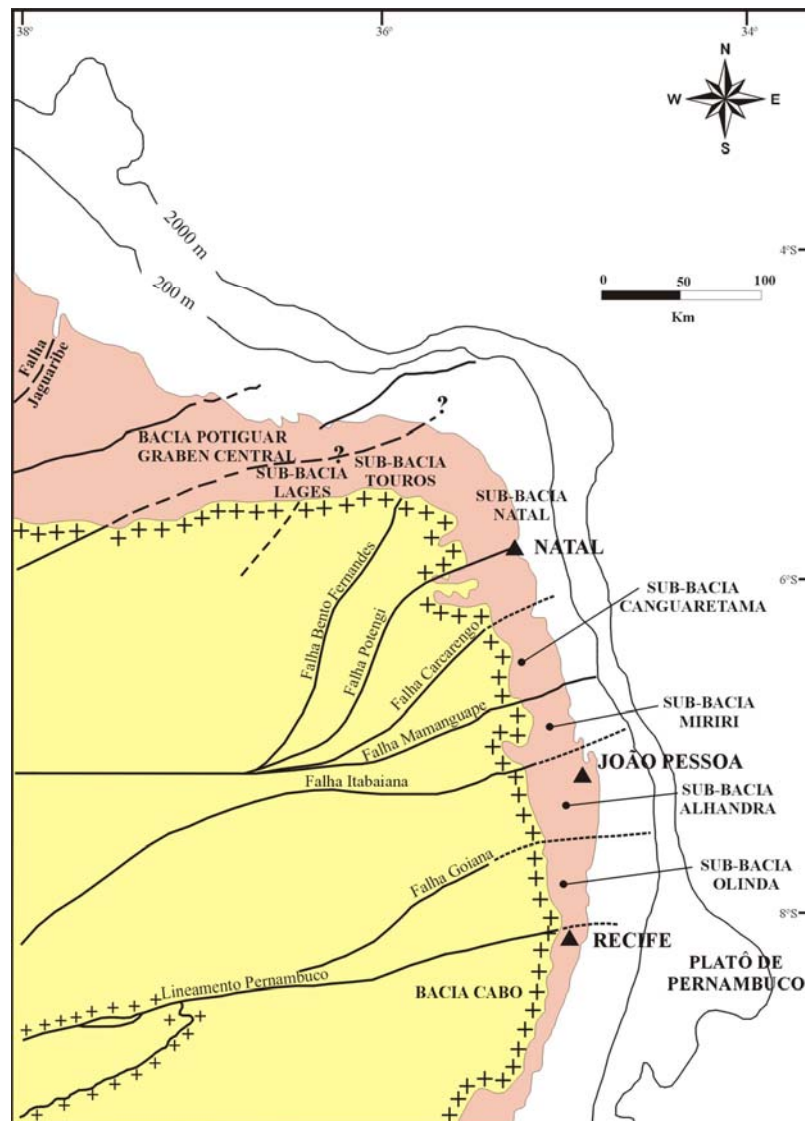 38°
36°
34°
N
W
E
S
2000 m
200 m
4°S
0
50
100
Km
Falha
Jaguaribe
?
BACIA POTIGUAR
GRABEN CENTRAL
?
SUB-BACIA
LAGES
SUB-BACIA
TOUROS
SUB-BACIA
NATAL
NATAL
6°S
SUB-BACIA
CANGUARETAMA
Falha Bento Fernandes
Falha Potengi
Falha Carcarengo
Falha Mamanguape
SUB-BACIA
MIRIRI
JOÃO PESSOA
Falha Itabaiana
SUB-BACIA
ALHANDRA
Falha Goiana
SUB-BACIA
OLINDA
8°S
RECIFE
PLATÔ DE
PERNAMBUCO
Lineamento Pernambuco
BACIA CABO